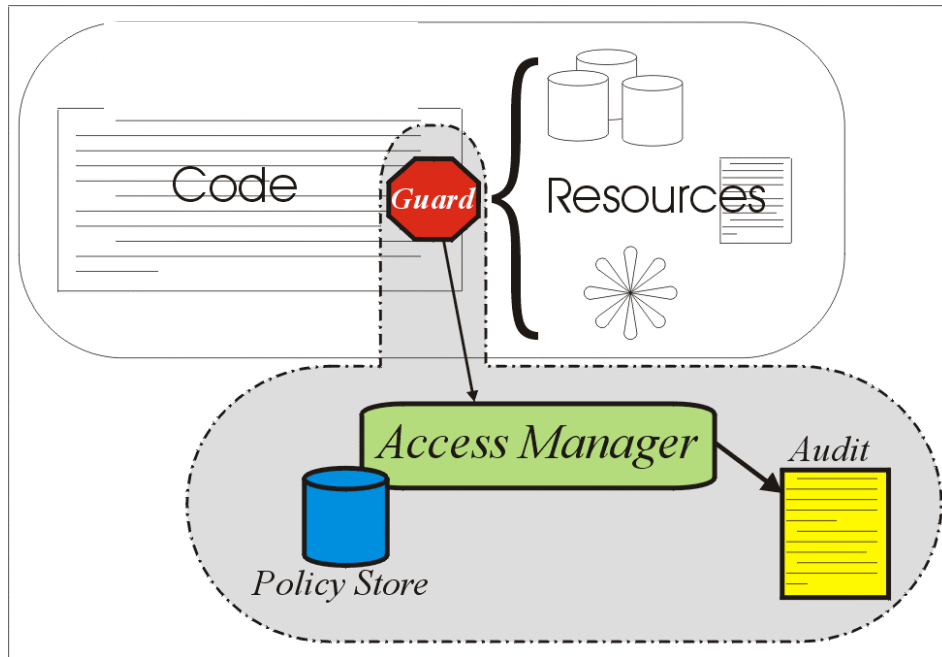 Code
Guard
Resources
Access Manager
Audit
Policy Store